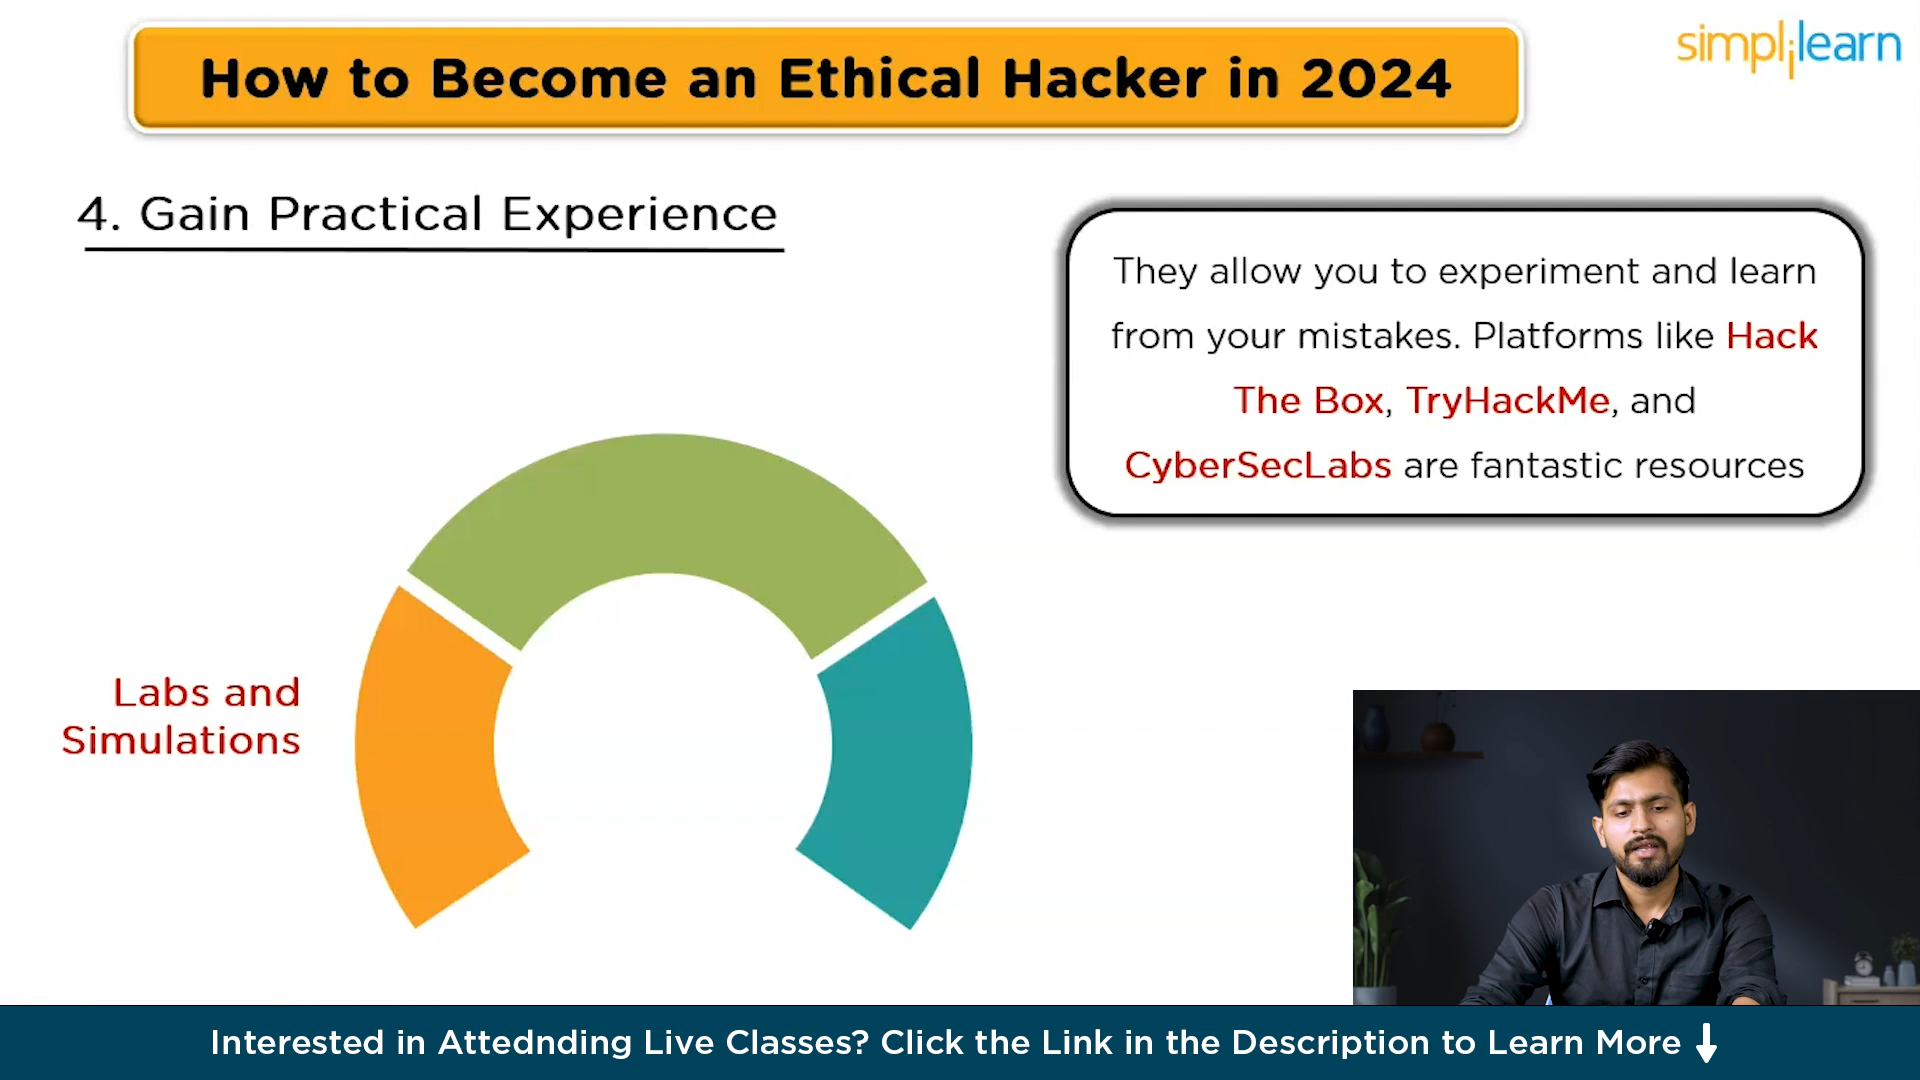 How to Become an Ethical Hacker in 2024
simplilearn
4. Gain Practical Experience
They allow you to experiment and learn
from your mistakes. Platforms like Hack
The Box, TryHackMe, and
CyberSecLabs are fantastic resources
Labs and
Simulations
Interested in Attednding Live Classes? Click the Link in the Description to Learn More